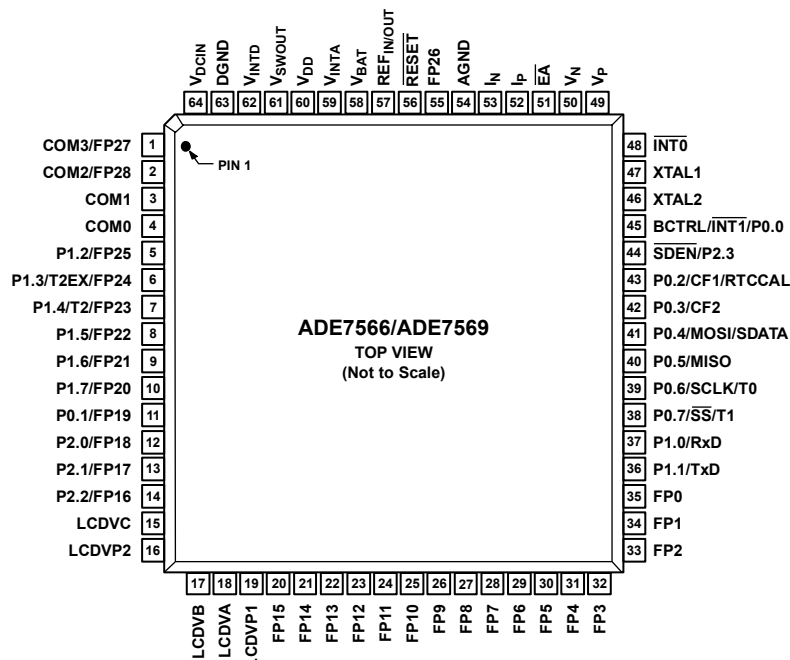 VDCIN
DGND
VINTD
VSWOUT
VDD
VINTA
VBAT
REFIN/OUT
RESET
FP26
AGND
IN
IP
EA
VN
VP
64 63 62 61 60 59 58 57 56 55 54 53 52 51 50 49
COM3/FP27 1
COM2/FP28 2
COM1 3
COM0 4
P1.2/FP25 5
P1.3/T2EX/FP24 6
P1.4/T2/FP23 7
P1.5/FP22 8
P1.6/FP21 9
P1.7/FP20 10
P0.1/FP19 11
P2.0/FP18 12
P2.1/FP17 13
P2.2/FP16 14
LCDVC 15
LCDVP2 16
PIN 1
ADE7566/ADE7569
TOP VIEW
(Not to Scale)
48 INT0
47 XTAL1
46 XTAL2
45 BCTRL/INT1/P0.0
44 SDEN/P2.3
43 P0.2/CF1/RTCCAL
42 P0.3/CF2
41 P0.4/MOSI/SDATA
40 P0.5/MISO
39 P0.6/SCLK/T0
38 P0.7/SS/T1
37 P1.0/RxD
36 P1.1/TxD
35 FP0
34 FP1
33 FP2
17 18 19 20 21 22 23 24 25 26 27 28 29 30 31 32
LCDVB
LCDVA
LCDVP1
FP15
FP14
FP13
FP12
FP11
FP10
FP9
FP8
FP7
FP6
FP5
FP4
FP3